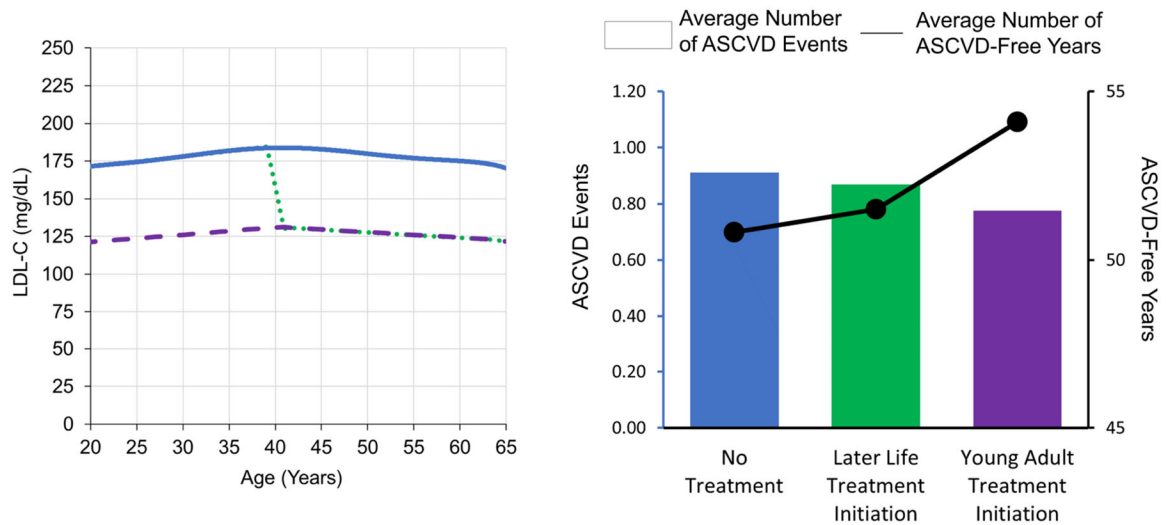 250
225
200
175
150
125
100
75
50
25
0
LDL-C (mg/dL)
20 25 30 35 40 45 50 55 60 65
Age (Years)
Average Number
of ASCVD Events
Average Number of
ASCVD-Free Years
1.20
1.00
0.80
0.60
0.40
0.20
0.00
ASCVD Events
55
50
45
ASCVD-Free
Years
No
Treatment
Later Life
Treatment
Initiation
Young Adult
Treatment
Initiation